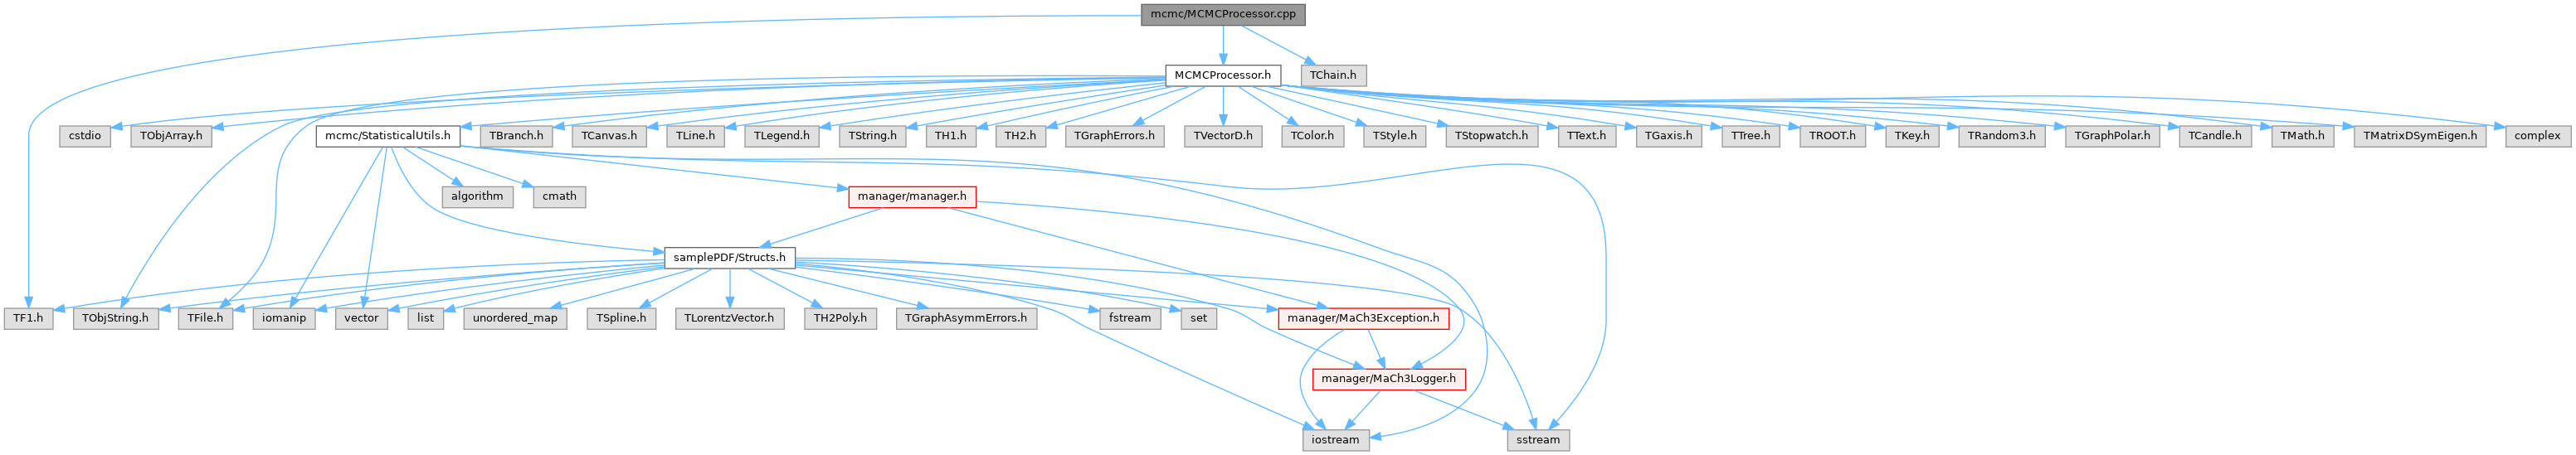 mcmc/MCMCProcessor.cpp
MCMCProcessor.h
TChain.h
cstdio
TObjArray.h
mcmc/StatisticalUtils.h
TBranch.h
TCanvas.h
TLine.h
TLegend.h
TString.h
TH1.h
TH2.h
TGraphErrors.h
TVectorD.h
TColor.h
TStyle.h
TStopwatch.h
TText.h
TGaxis.h
TTree.h
TROOT.h
TKey.h
TRandom3.h
TGraphPolar.h
TCandle.h
TMath.h
TMatrixDSymEigen.h
complex
algorithm
cmath
manager/manager.h
samplePDF/Structs.h
TF1.h
TObjString.h
TFile.h
iomanip
vector
list
unordered_map
TSpline.h
TLorentzVector.h
TH2Poly.h
TGraphAsymmErrors.h
fstream
set
manager/MaCh3Exception.h
manager/MaCh3Logger.h
iostream
sstream